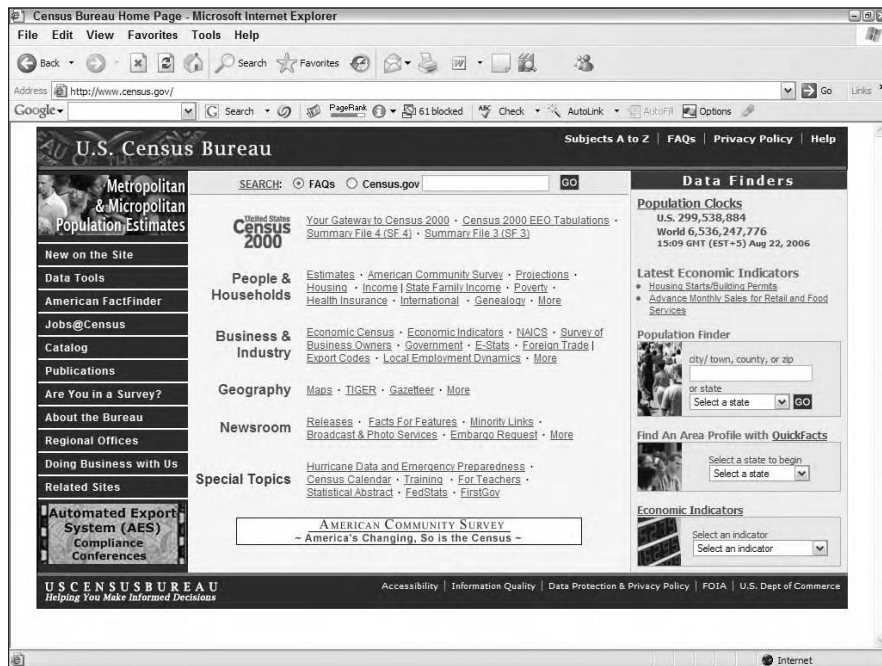 Census Bureau Home Page - Microsoft Internet Explorer
File Edit View Favorites Tools Help
Back Search Favorites
Address http://www.census.gov/ Go Links
Google Search PageRank 61 blocked ABC Check AutoLink AutoFill Options
U.S. Census Bureau
Subjects A to Z | FAQs | Privacy Policy | Help
Metropolitan
& Micropolitan
Population Estimates
New on the Site
Data Tools
American FactFinder
Jobs@Census
Catalog
Publications
Are You in a Survey?
About the Bureau
Regional Offices
Doing Business with Us
Related Sites
Automated Export
System (AES)
Compliance
Conferences
SEARCH: FAQs Census.gov GO
United States
Census
2000
Your Gateway to Census 2000 · Census 2000 EEO Tabulations ·
Summary File 4 (SF 4) · Summary File 3 (SF 3)
People &
Households
Estimates · American Community Survey · Projections ·
Housing · Income | State Family Income · Poverty ·
Health Insurance · International · Genealogy · More
Business &
Industry
Economic Census · Economic Indicators · NAICS · Survey of
Business Owners · Government · E-Stats · Foreign Trade |
Export Codes · Local Employment Dynamics · More
Geography
Maps · TIGER · Gazetteer · More
Newsroom
Releases · Facts For Features · Minority Links ·
Broadcast & Photo Services · Embargo Request · More
Special Topics
Hurricane Data and Emergency Preparedness ·
Census Calendar · Training · For Teachers ·
Statistical Abstract · FedStats · FirstGov
AMERICAN COMMUNITY SURVEY
~ America's Changing, So is the Census ~
Data Finders
Population Clocks
U.S. 299,538,884
World 6,536,247,776
15:09 GMT (EST+5) Aug 22, 2006
Latest Economic Indicators
Housing Starts/Building Permits
Advance Monthly Sales for Retail and Food
Services
Population Finder
city/ town, county, or zip
or state
Select a state GO
Find An Area Profile with QuickFacts
Select a state to begin
Select a state
Economic Indicators
Select an indicator
Select an indicator
USCENSUSBUREAU
Helping You Make Informed Decisions
Accessibility | Information Quality | Data Protection & Privacy Policy | FOIA | U.S. Dept of Commerce
Internet